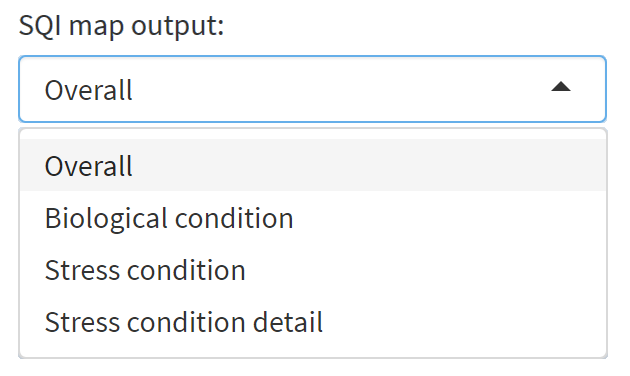 SQI map output:
Overall
Overall
Biological condition
Stress condition
Stress condition detail